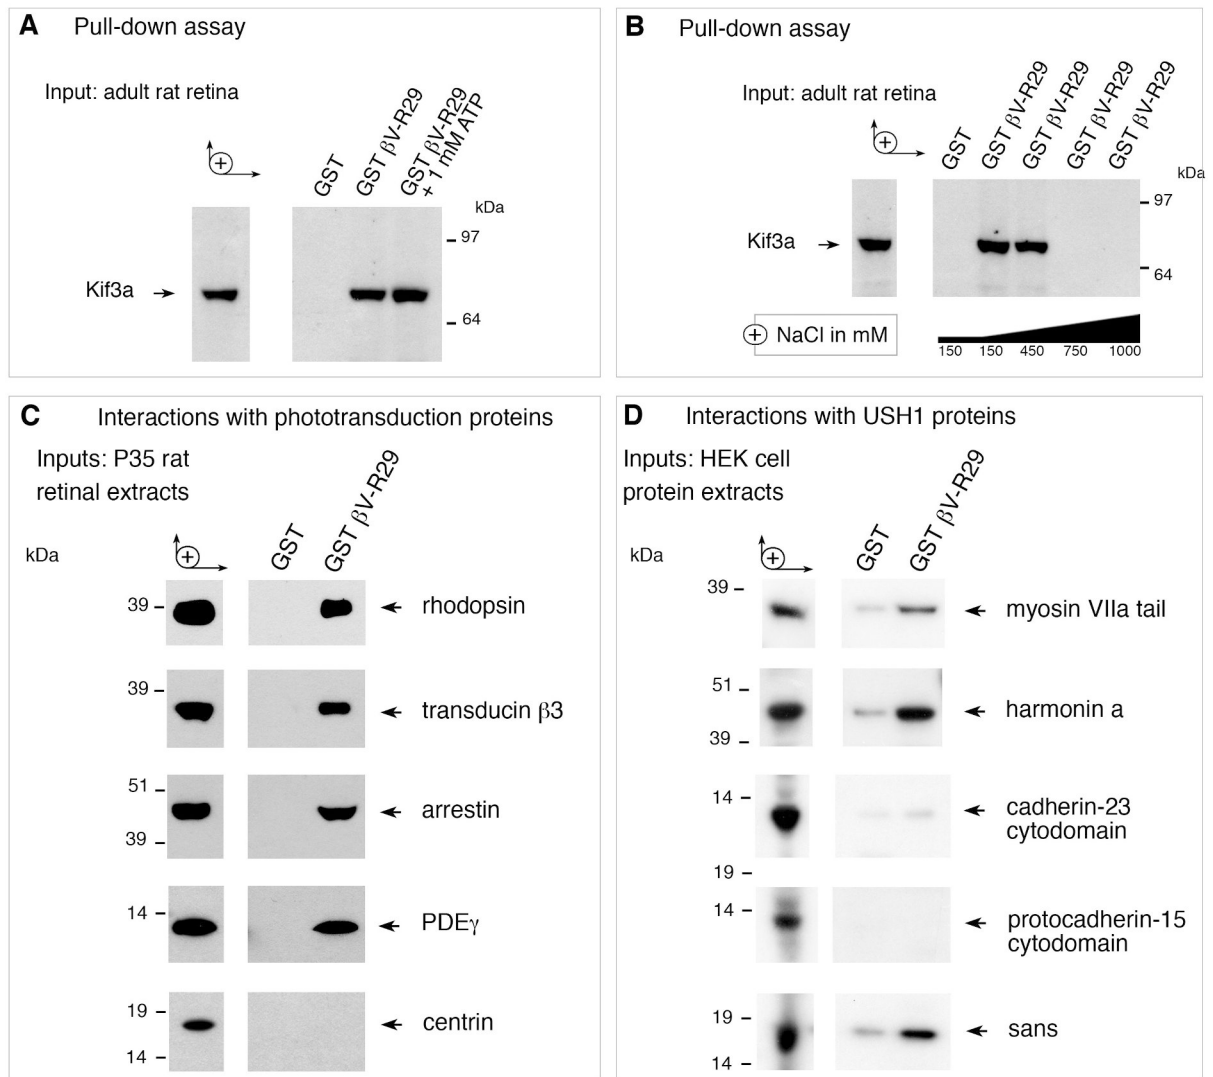 A Pull-down assay
Input: adult rat retina
+
GST
GST βV-R29
GST βV-R29
+ 1 mM ATP
kDa
97
Kif3a
64
B Pull-down assay
Input: adult rat retina
+
GST
GST βV-R29
GST βV-R29
GST βV-R29
GST βV-R29
kDa
97
Kif3a
64
+ NaCl in mM
150 150 450 750 1000
C Interactions with phototransduction proteins
Inputs: P35 rat
retinal extracts
kDa
+
GST
GST βV-R29
39
rhodopsin
39
transducin β3
51
arrestin
39
14
PDEγ
19
centrin
14
D Interactions with USH1 proteins
Inputs: HEK cell
protein extracts
kDa
+
GST
GST βV-R29
39
myosin VIIa tail
51
harmonin a
39
14
cadherin-23
cytodomain
19
14
protocadherin-15
cytodomain
19
sans
14